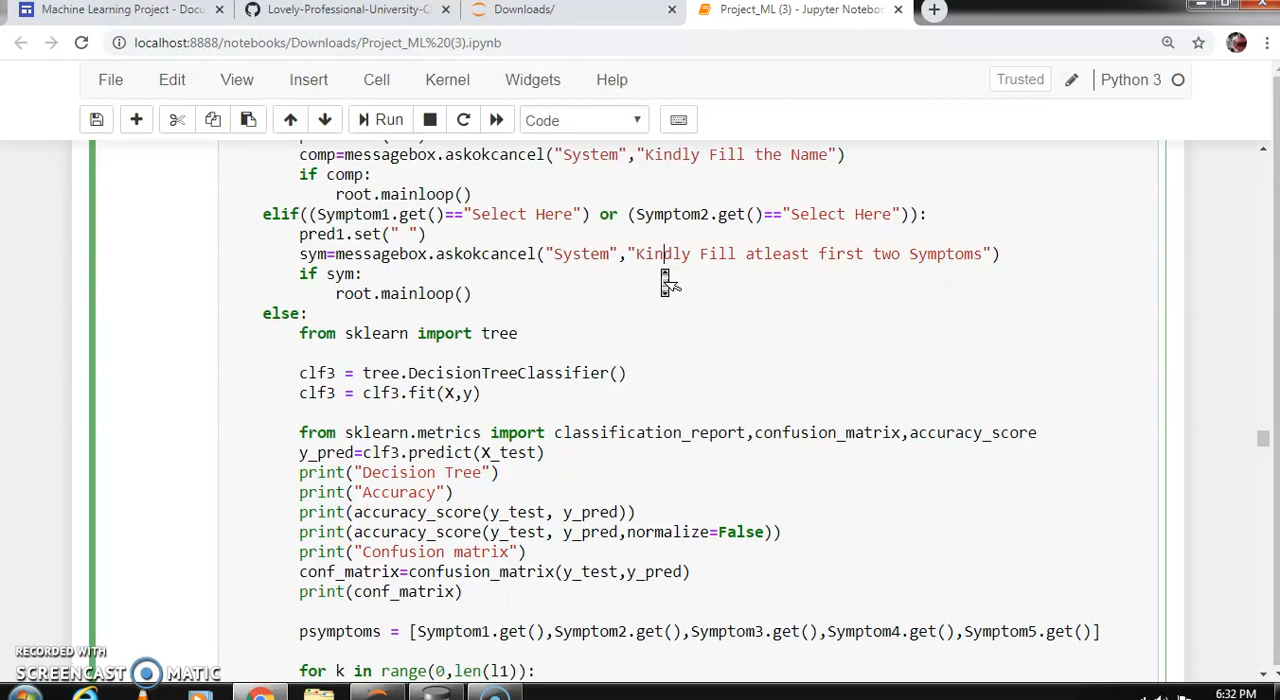 Machine Learning Project - Docu
Lovely-Professional-University-C
Downloads/
Project_ML (3) - Jupyter Noteboo
localhost:8888/notebooks/Downloads/Project_ML%20(3).ipynb
File Edit View Insert Cell Kernel Widgets Help Trusted Python 3
Run Code
comp=messagebox.askokcancel("System","Kindly Fill the Name")
if comp:
root.mainloop()
elif((Symptom1.get()=="Select Here") or (Symptom2.get()=="Select Here")):
pred1.set(" ")
sym=messagebox.askokcancel("System","Kindly Fill atleast first two Symptoms")
if sym:
root.mainloop()
else:
from sklearn import tree
clf3 = tree.DecisionTreeClassifier()
clf3 = clf3.fit(X,y)
from sklearn.metrics import classification_report,confusion_matrix,accuracy_score
y_pred=clf3.predict(X_test)
print("Decision Tree")
print("Accuracy")
print(accuracy_score(y_test, y_pred))
print(accuracy_score(y_test, y_pred,normalize=False))
print("Confusion matrix")
conf_matrix=confusion_matrix(y_test,y_pred)
print(conf_matrix)
psymptoms = [Symptom1.get(),Symptom2.get(),Symptom3.get(),Symptom4.get(),Symptom5.get()]
for k in range(0,len(l1)):
RECORDED WITH
SCREENCAST MATIC
6:32 PM